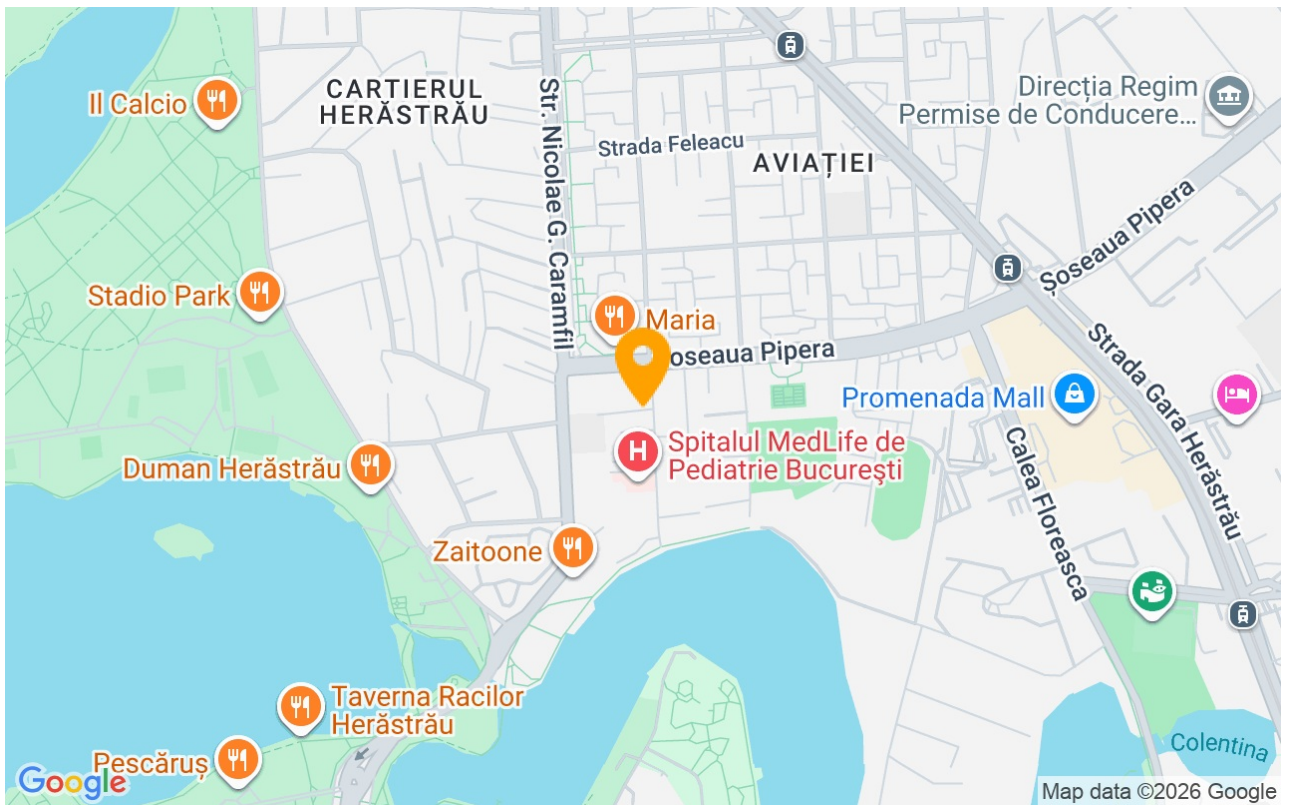 Il Calcio
CARTIERUL
HERĂSTRĂU
Str. Nicolae G. Caramfil
Strada Feleacu
AVIAȚIEI
Direcția Regim
Permise de Conducere...
Șoseaua Pipera
Stadio Park
Maria
oseaua Pipera
Promenada Mall
Strada Gara Herăstrău
Calea Floreasca
Duman Herăstrău
H
Spitalul MedLife de
Pediatrie Bucureşti
Zaitoone
Taverna Racilor
Herăstrău
Pescăruș
Colentina
Google
Map data ©2026 Google